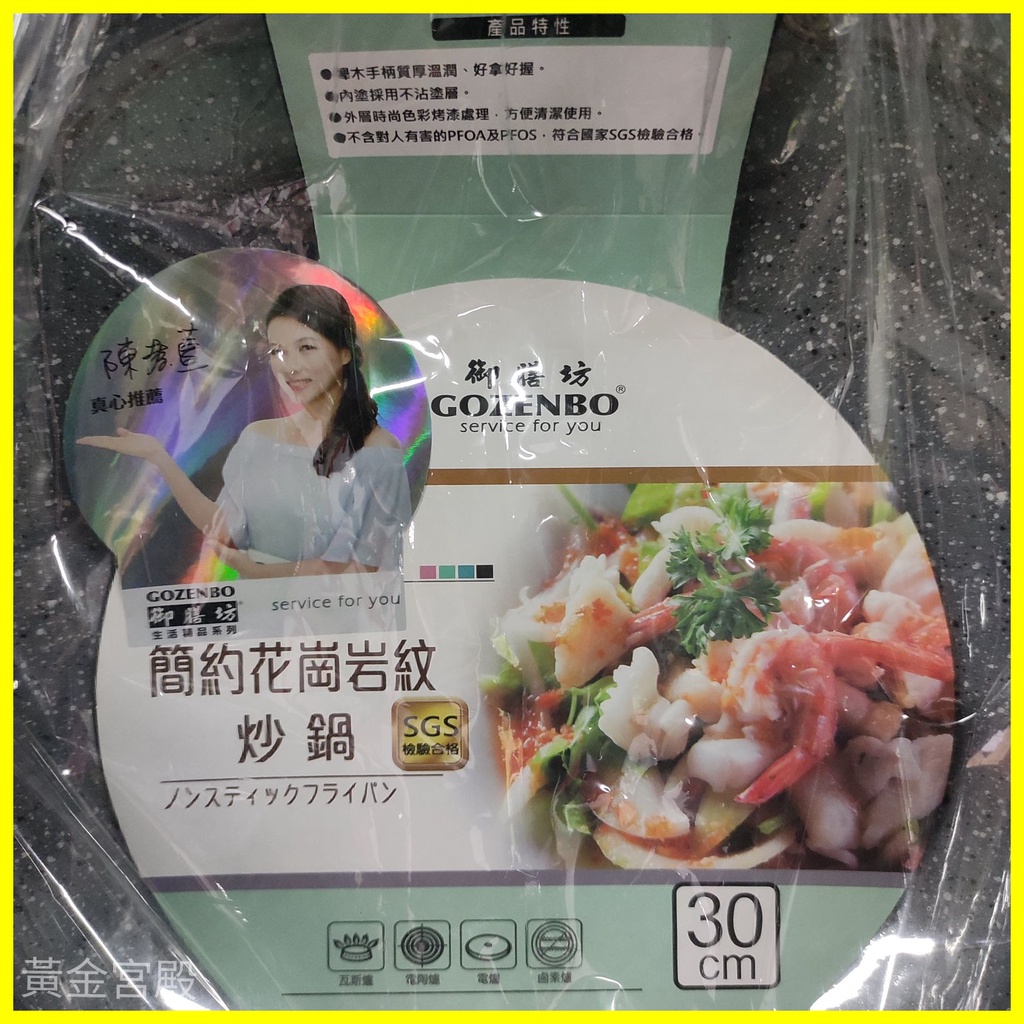 產品特性
●櫸木手柄質厚溫潤、好拿好握。
●內塗採用不沾塗層。
●外層時尚色彩烤漆處理，方便清潔使用。
●不含對人有害的PFOA及PFOS，符合國家SGS檢驗合格。
真心推薦
御膳坊
GOZENBO®
service for you
GOZENBO
御膳坊®
生活精品系列
service for you
簡約花崗岩紋
炒鍋
SGS
檢驗合格
ノンスティックフライパン
瓦斯爐 電陶爐 電爐 鹵素爐
30
cm
黃金宮殿